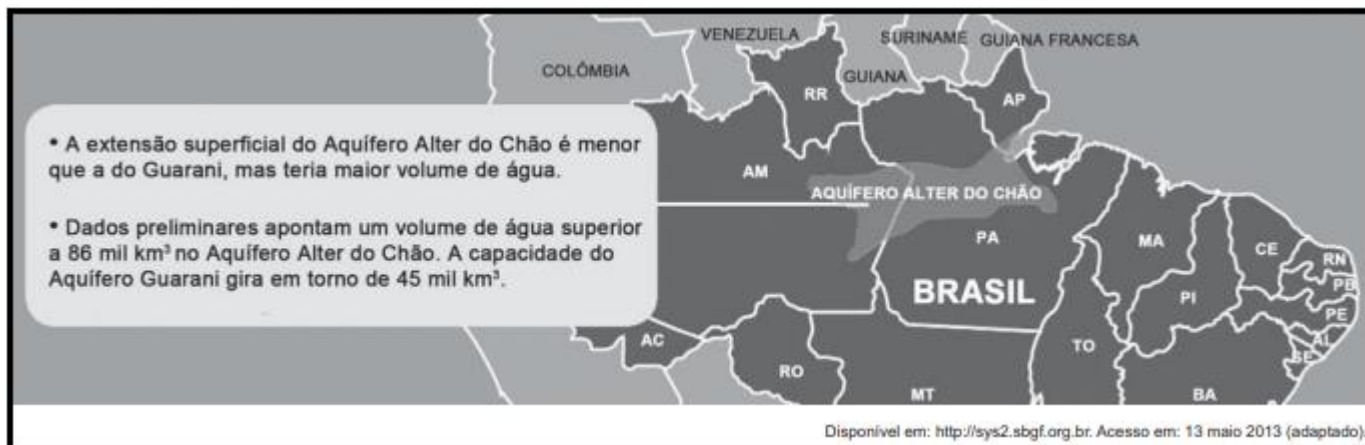 VENEZUELA
SURINAME
GUIANA FRANCESA
COLÔMBIA
GUIANA
RR
AP
• A extensão superficial do Aquífero Alter do Chão é menor
que a do Guarani, mas teria maior volume de água.
• Dados preliminares apontam um volume de água superior
a 86 mil km³ no Aquífero Alter do Chão. A capacidade do
Aquífero Guarani gira em torno de 45 mil km³.
AM
AQUÍFERO ALTER DO CHÃO
PA
MA
CE
RN
PB
BRASIL
PI
PE
AL
SE
AC
RO
TO
MT
BA
Disponível em: http://sys2.sbgf.org.br. Acesso em: 13 maio 2013 (adaptado)